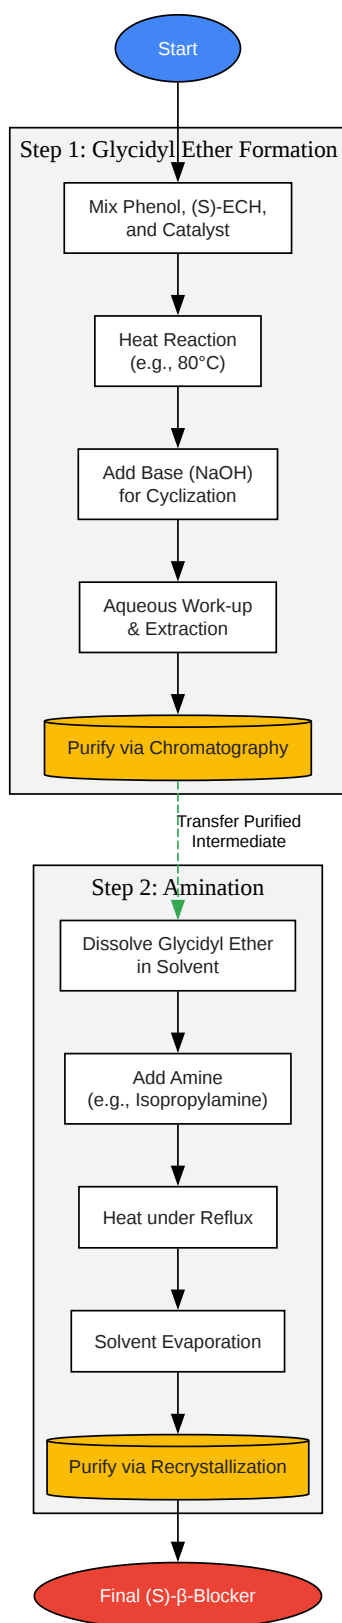 Start
Step 1: Glycidyl Ether Formation
Mix Phenol, (S)-ECH,
and Catalyst
Heat Reaction
(e.g., 80°C)
Add Base (NaOH)
for Cyclization
Aqueous Work-up
& Extraction
Purify via Chromatography
Transfer Purified
Intermediate
Step 2: Amination
Dissolve Glycidyl Ether
in Solvent
Add Amine
(e.g., Isopropylamine)
Heat under Reflux
Solvent Evaporation
Purify via Recrystallization
Final (S)-β-Blocker